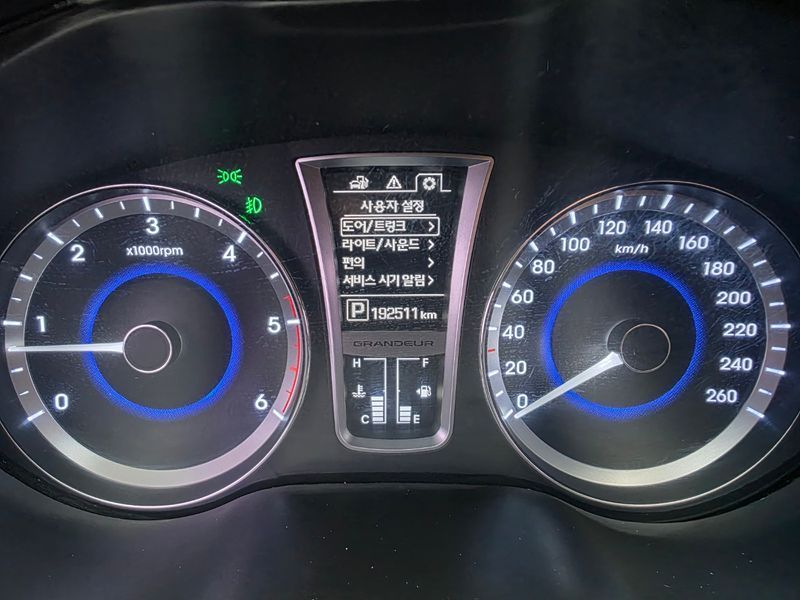 사용자 설정
도어/트렁크 >
라이트/사운드 >
편의 >
서비스 시기 알림 >
P 192511 km
GRANDEUR
H F
C E
x1000rpm
0 1 2 3 4 5 6
km/h
0 20 40 60 80 100 120 140 160 180 200 220 240 260